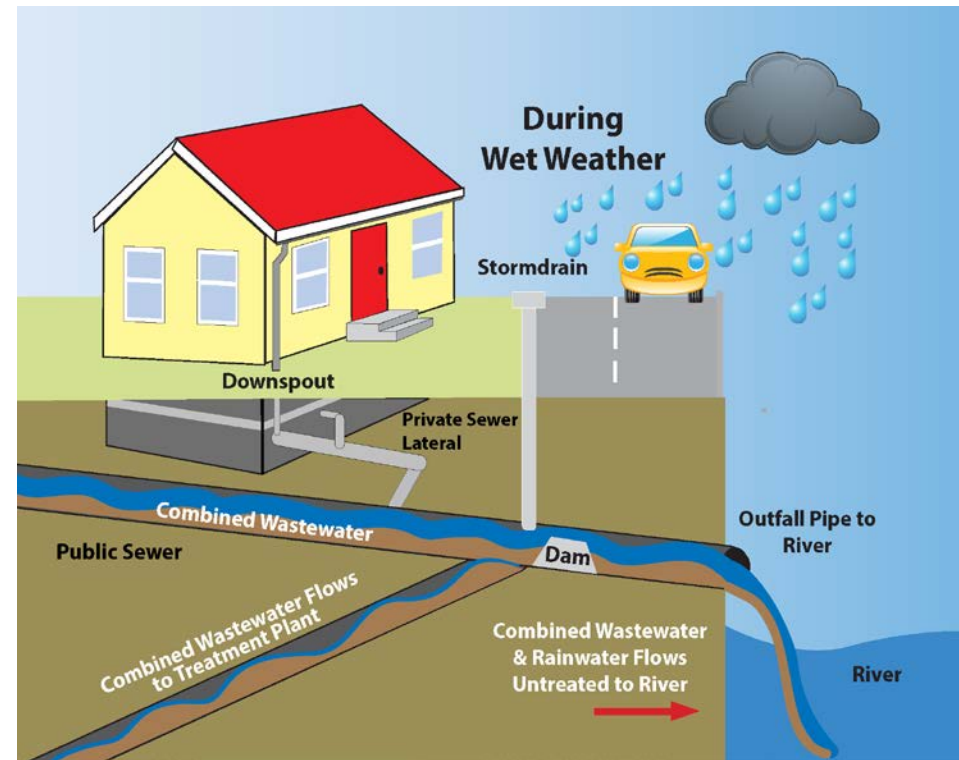 During
Wet Weather
Stormdrain
Downspout
Private Sewer
Lateral
Combined Wastewater
Public Sewer
Dam
Outfall Pipe to
River
Combined Wastewater Flows
to Treatment Plant
Combined Wastewater
& Rainwater Flows
Untreated to River
River